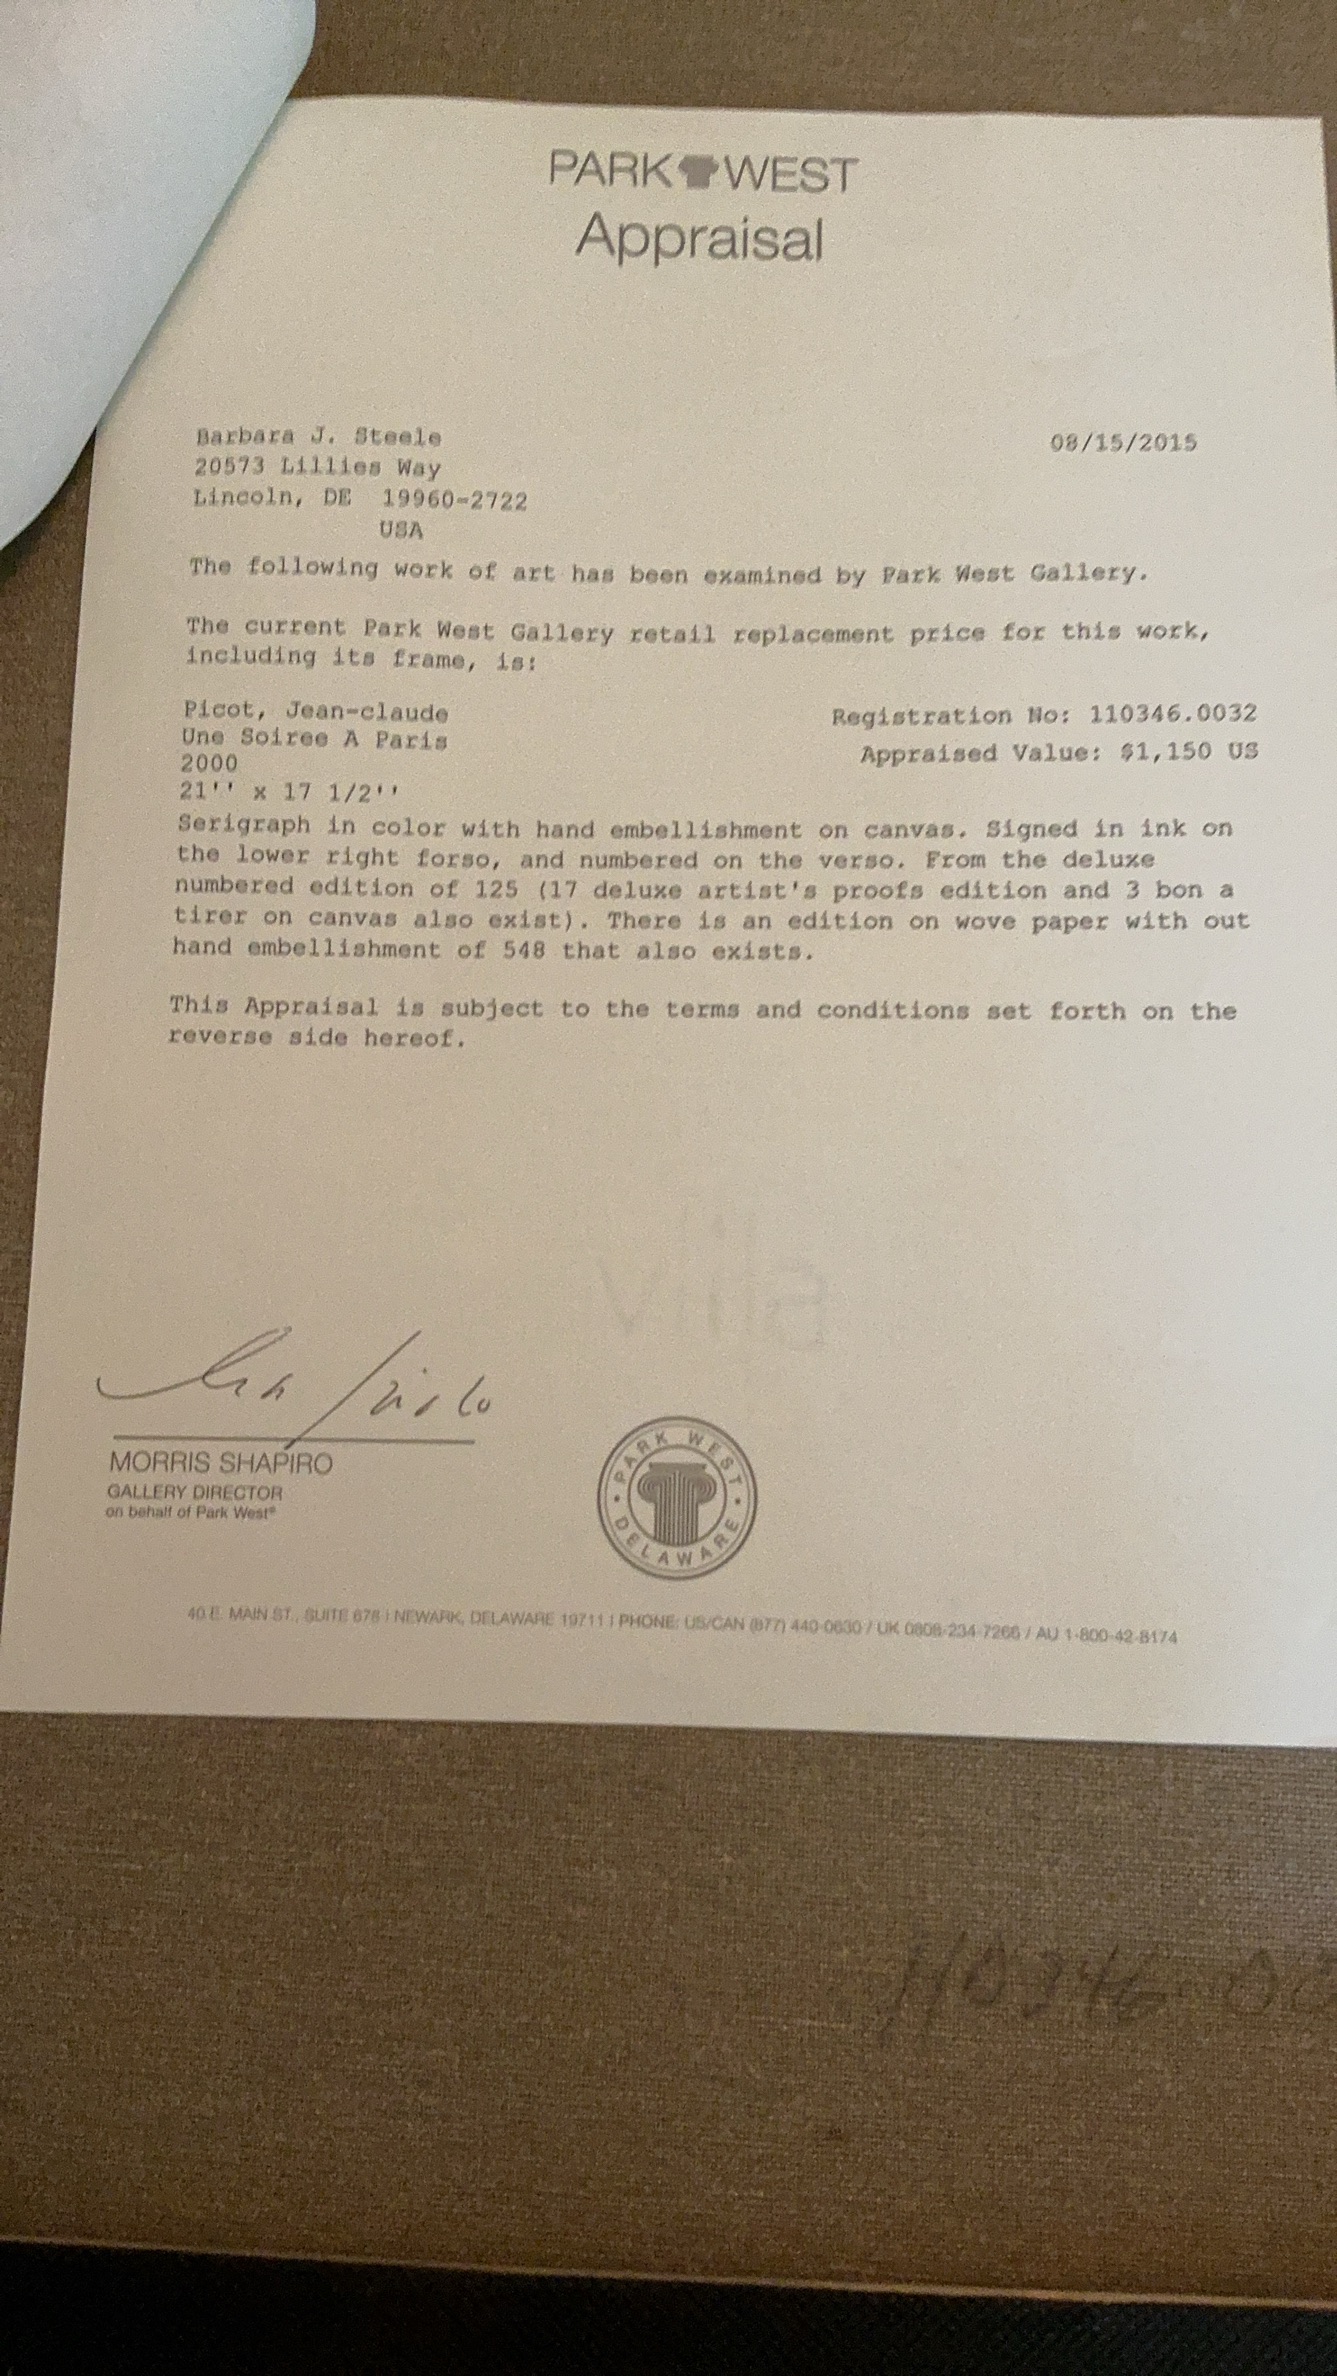 PARK WEST
Appraisal
Barbara J. Steele
08/15/2015
20573 Lillies Way
Lincoln, DE 19960-2722
USA
The following work of art has been examined by Park West Gallery.
The current Park West Gallery retail replacement price for this work,
including its frame, is:
Picot, Jean-claude
Registration No: 110346.0032
Une Soiree A Paris
Appraised Value: $1,150 US
2000
21'' x 17 1/2''
Serigraph in color with hand embellishment on canvas. Signed in ink on
the lower right forso, and numbered on the verso. From the deluxe
numbered edition of 125 (17 deluxe artist's proofs edition and 3 bon a
tirer on canvas also exist). There is an edition on wove paper with out
hand embellishment of 548 that also exists.
This Appraisal is subject to the terms and conditions set forth on the
reverse side hereof.
MORRIS SHAPIRO
GALLERY DIRECTOR
on behalf of Park West®
PARK WEST
DELAWARE
40 E. MAIN ST., SUITE 678 | NEWARK, DELAWARE 19711 | PHONE: US/CAN (877) 440-0630 / UK 0808-234-7266 / AU 1-800-42-8174
110346.00